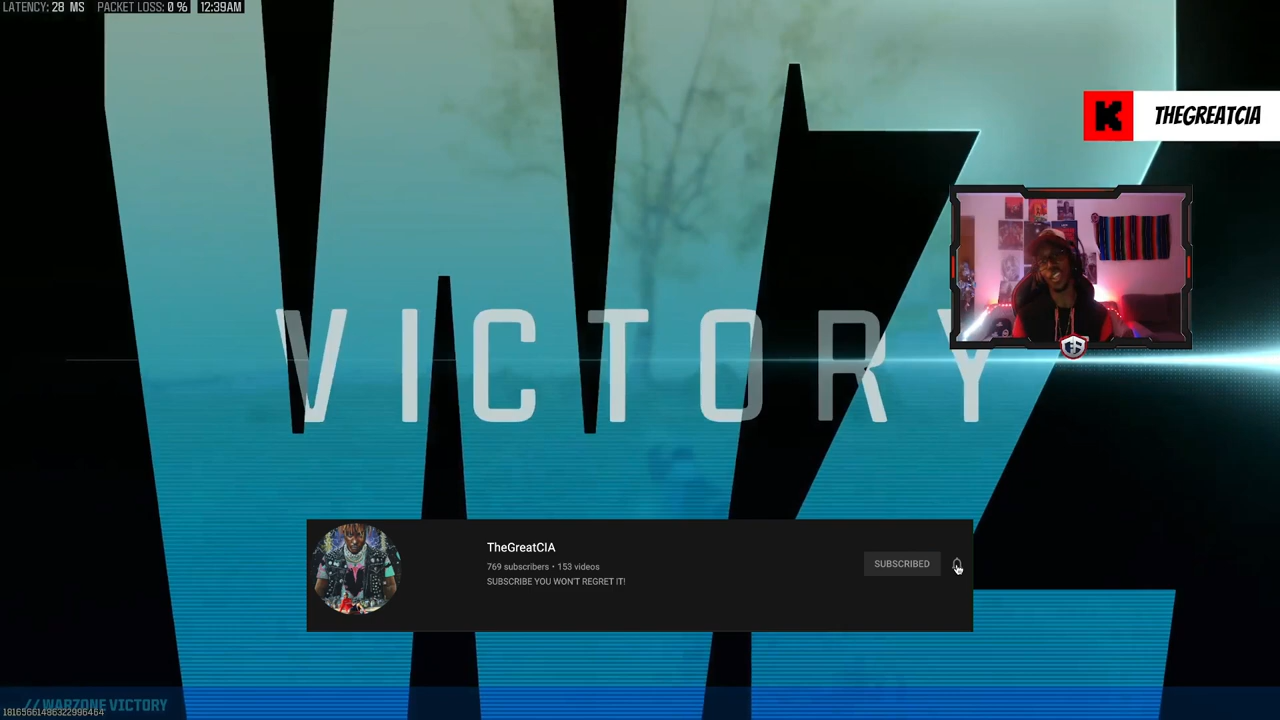 LATENCY: 28 MS PACKET LOSS: 0 % 12:39AM
K THEGREATCIA
VICTORY
TheGreatCIA
769 subscribers • 153 videos
SUBSCRIBE YOU WON'T REGRET IT!
SUBSCRIBED
// WARZONE VICTORY